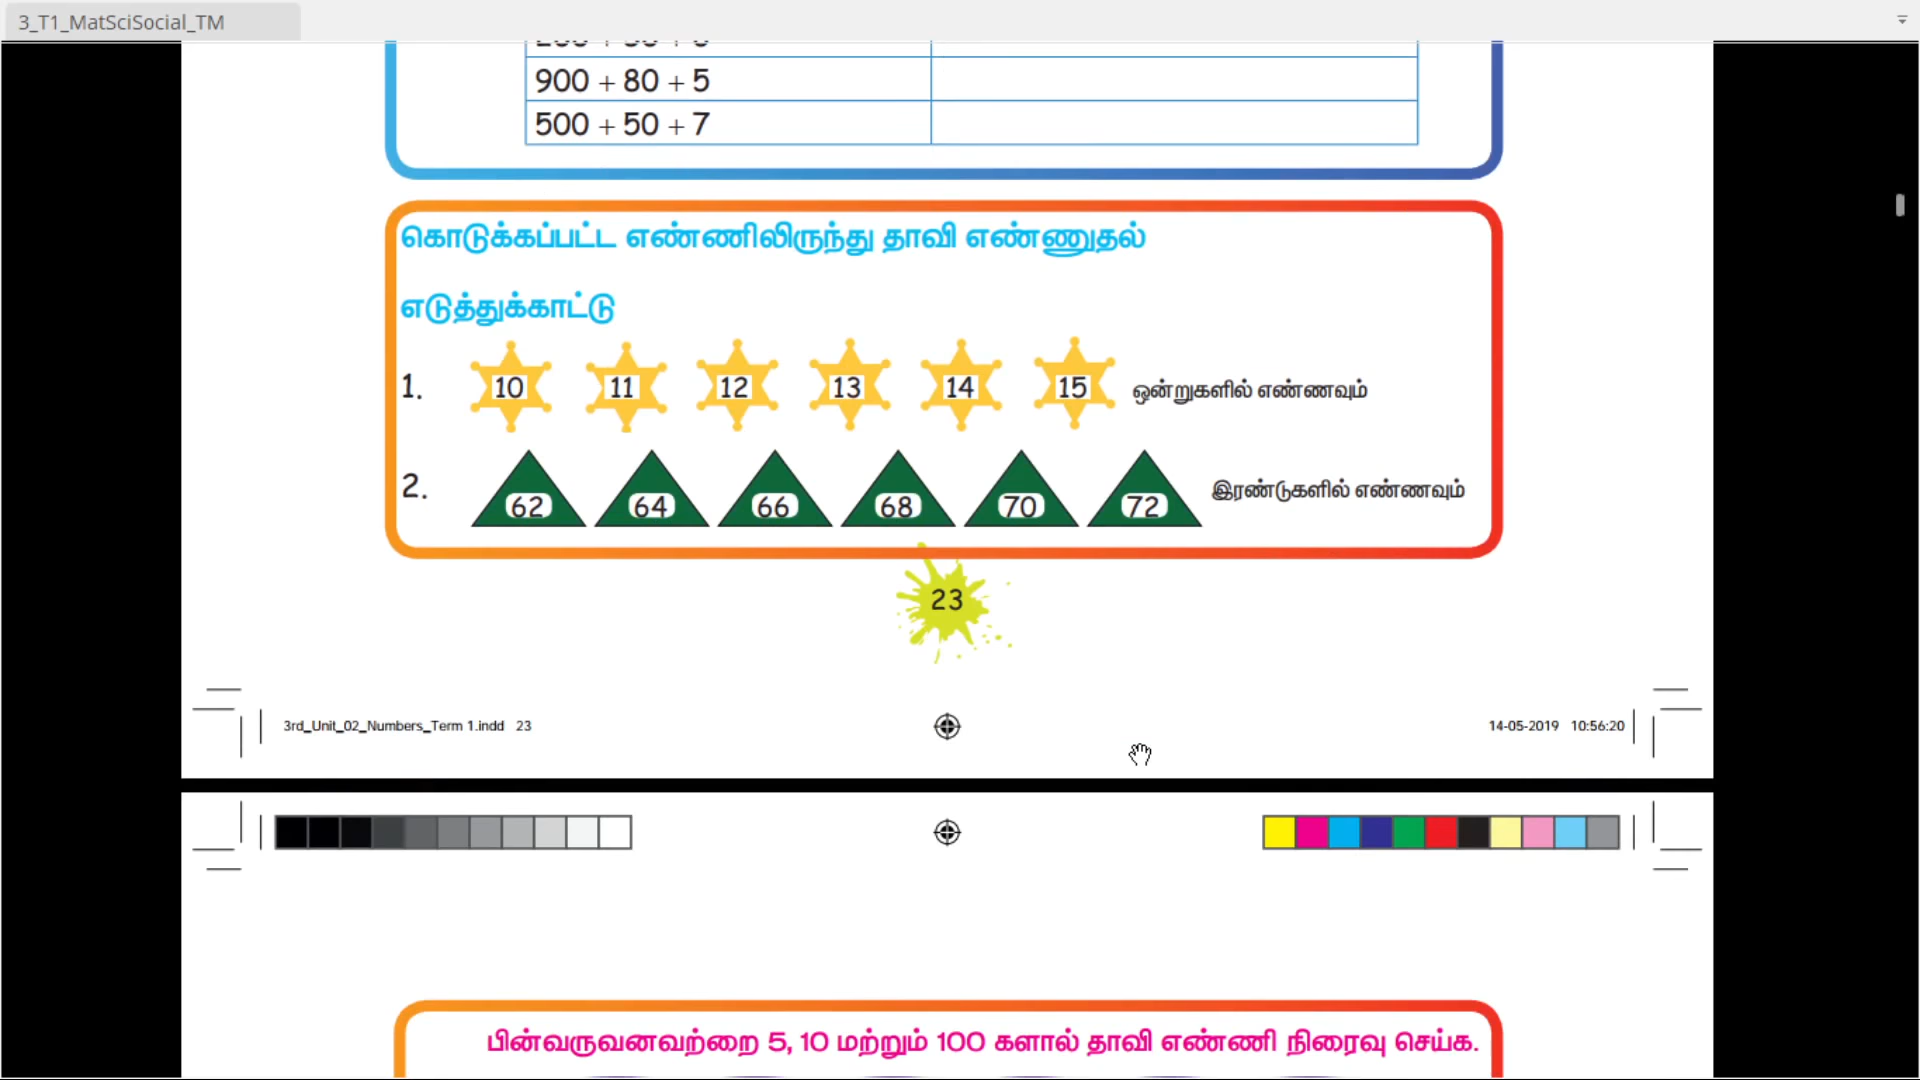 3_T1_MatSciSocial_TM
900 + 80 + 5
500 + 50 + 7
கொடுக்கப்பட்ட எண்ணிலிருந்து தாவி எண்ணுதல்
எடுத்துக்காட்டு
1. 10 11 12 13 14 15 ஒன்றுகளில் எண்ணவும்
2. 62 64 66 68 70 72 இரண்டுகளில் எண்ணவும்
23
3rd_Unit_02_Numbers_Term 1.indd 23 14-05-2019 10:56:20
பின்வருவனவற்றை 5, 10 மற்றும் 100 களால் தாவி எண்ணி நிரைவு செய்க.